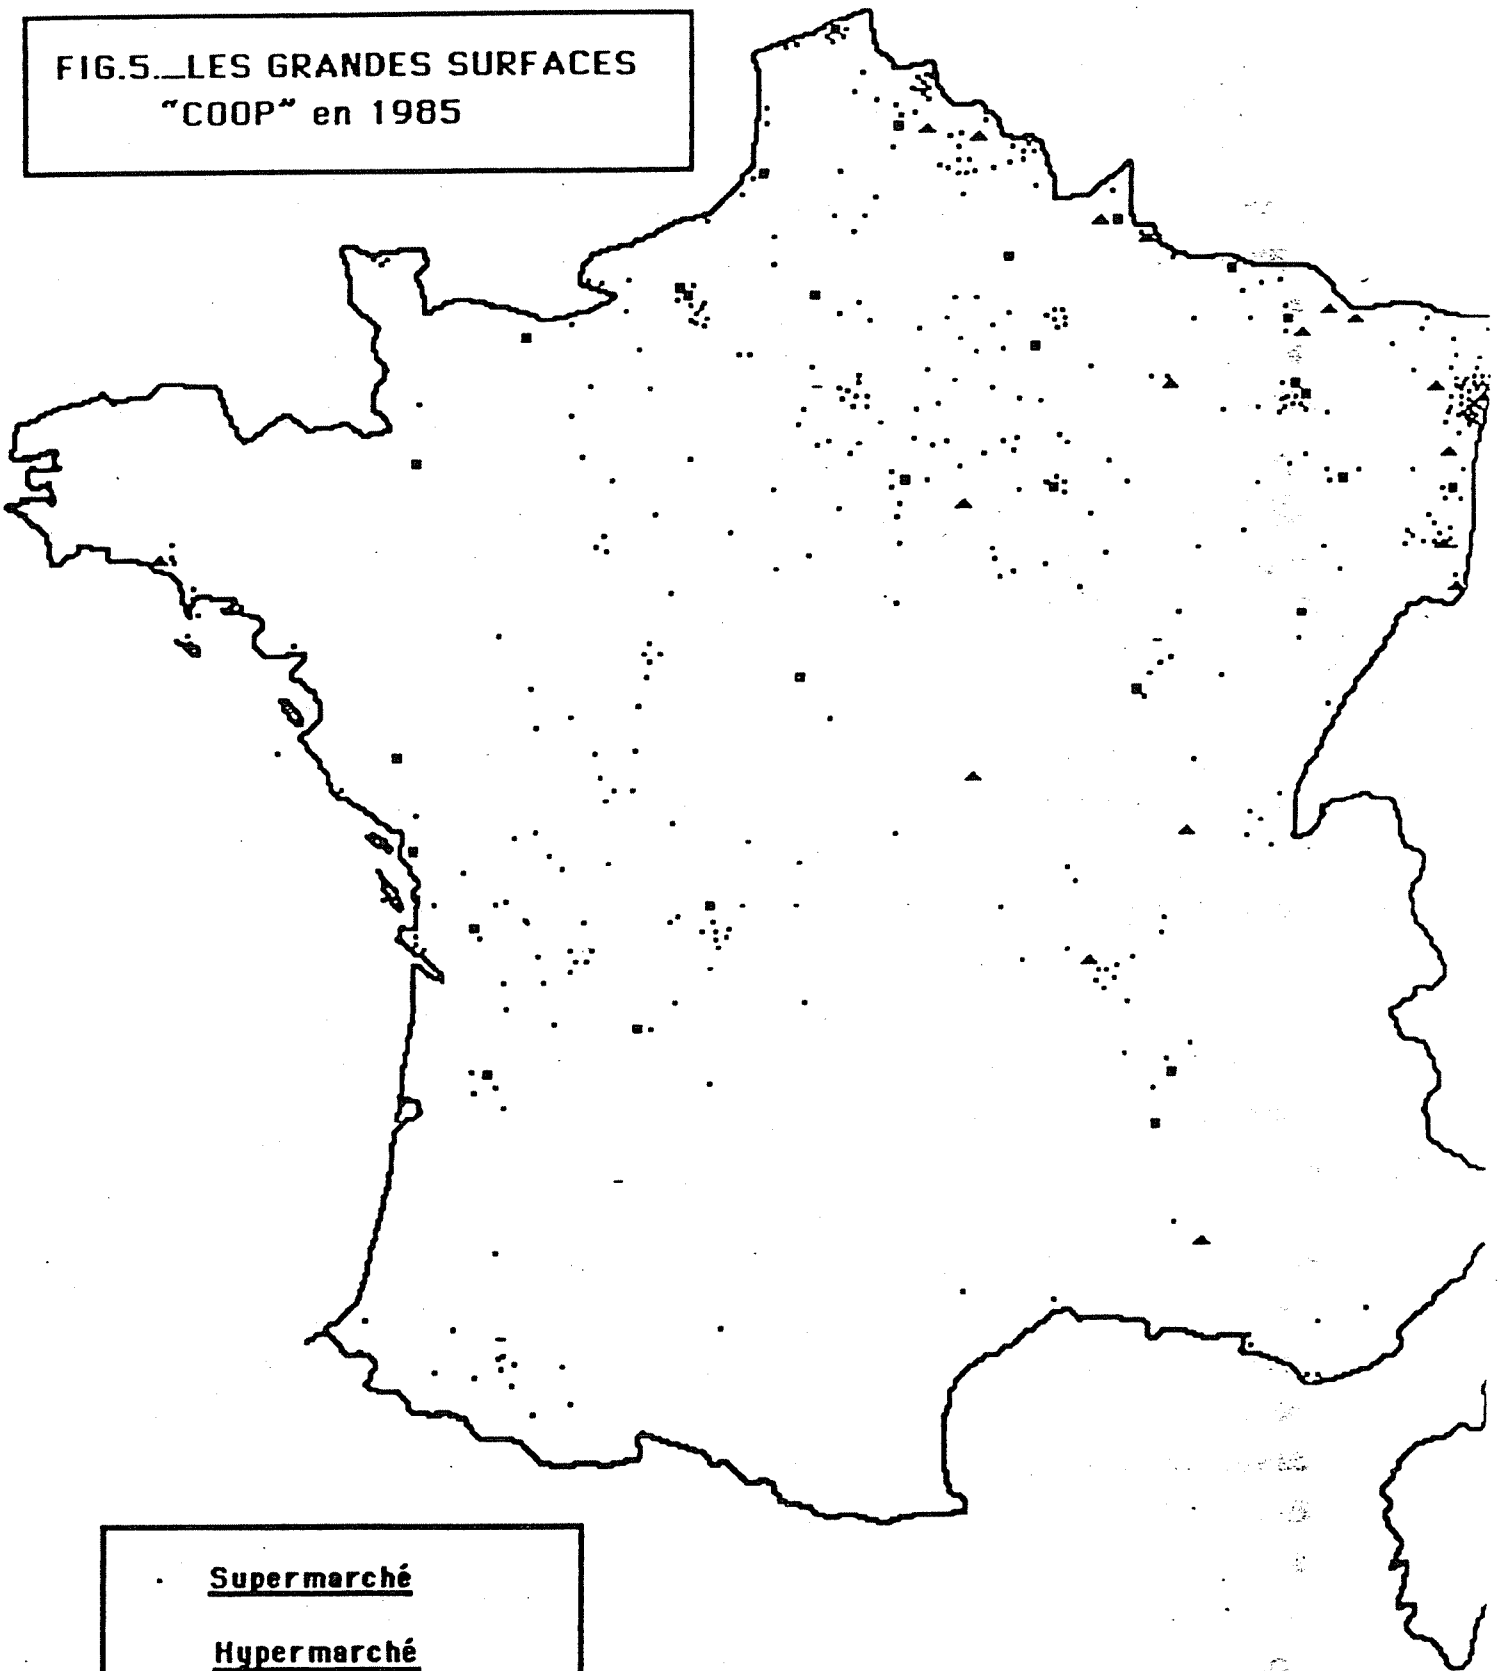 FIG.5._LES GRANDES SURFACES
"COOP" en 1985
Supermarché
Hypermarché